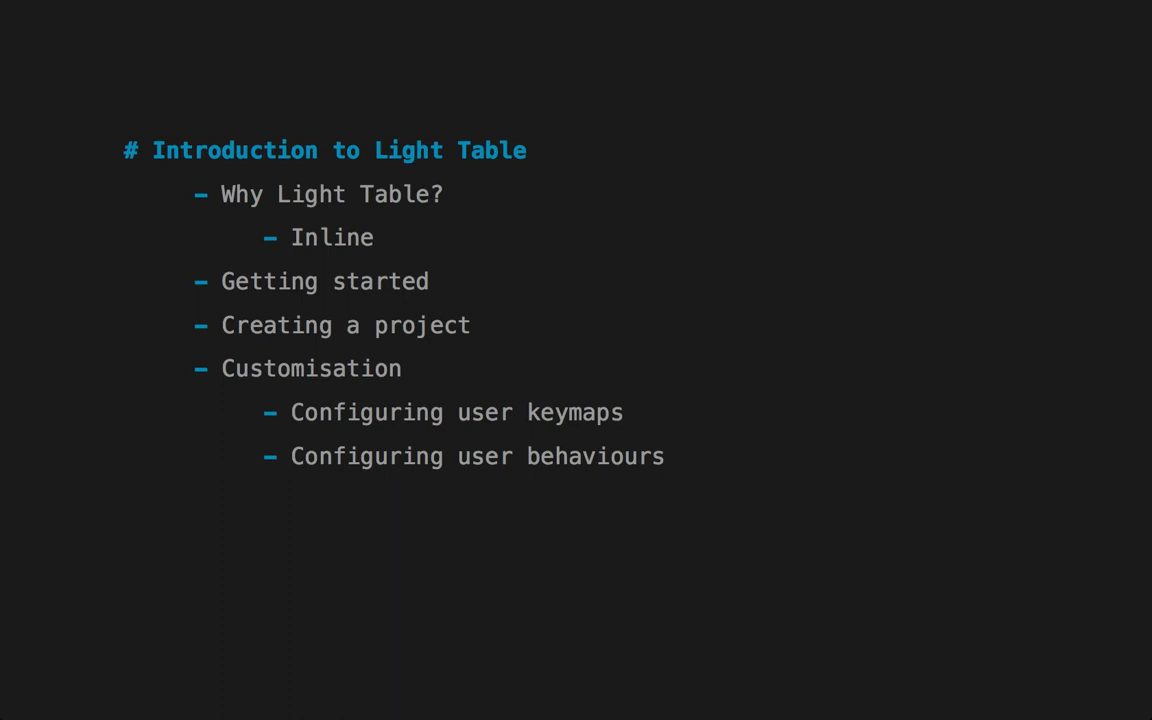 # Introduction to Light Table
- Why Light Table?
- Inline
- Getting started
- Creating a project
- Customisation
- Configuring user keymaps
- Configuring user behaviours